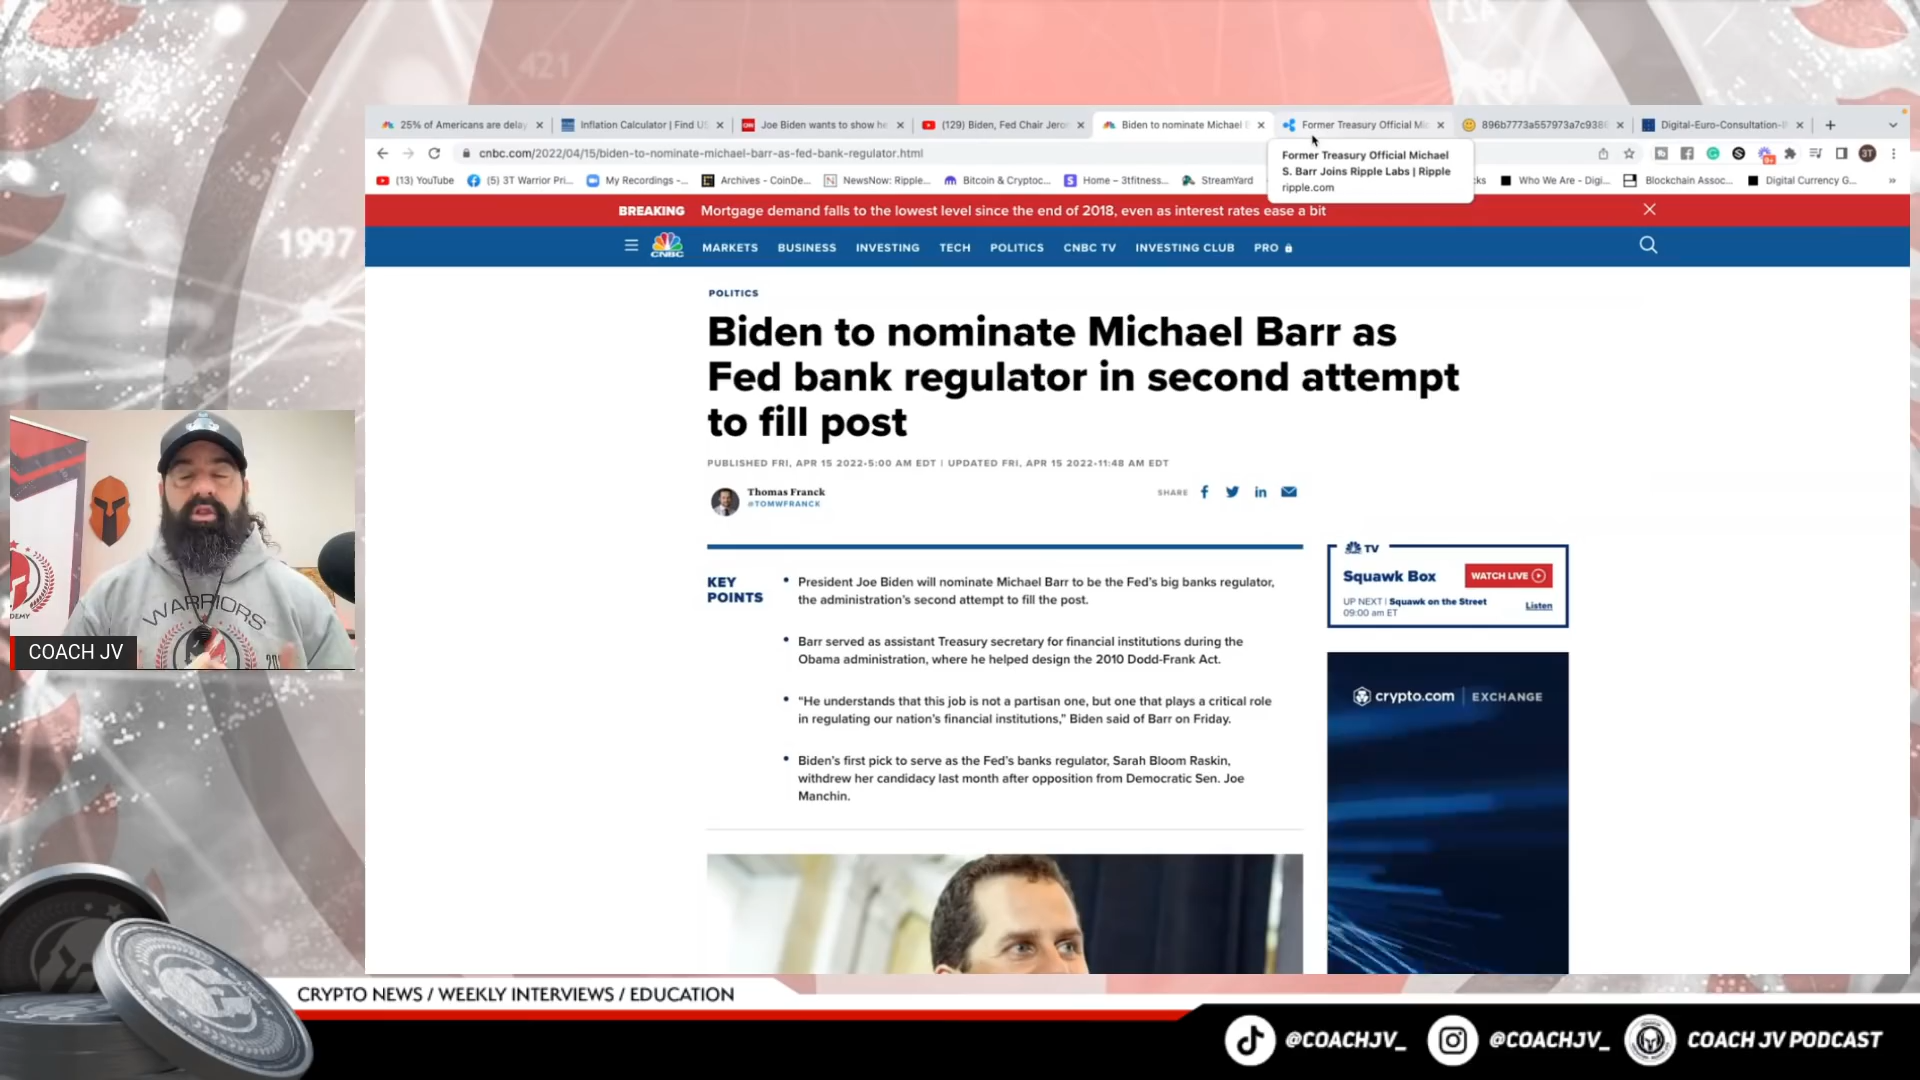 421
421
1997
25% of Americans are delay
Inflation Calculator | Find US
Joe Biden wants to show he
(129) Biden, Fed Chair Jero
Biden to nominate Michael B
Former Treasury Official Mic
896b7773a557973a7c938
Digital-Euro-Consultation-
cnbc.com/2022/04/15/biden-to-nominate-michael-barr-as-fed-bank-regulator.html
9+
3T
Former Treasury Official Michael
S. Barr Joins Ripple Labs | Ripple
ripple.com
(13) YouTube
(5) 3T Warrior Pri...
My Recordings -...
Archives - CoinDe...
NewsNow: Ripple...
Bitcoin & Cryptoc...
Home – 3tfitness...
StreamYard
ks
Who We Are - Digi...
Blockchain Assoc...
Digital Currency G...
»
BREAKING Mortgage demand falls to the lowest level since the end of 2018, even as interest rates ease a bit
CNBC
MARKETS BUSINESS INVESTING TECH POLITICS CNBC TV INVESTING CLUB PRO
POLITICS
Biden to nominate Michael Barr as
Fed bank regulator in second attempt
to fill post
PUBLISHED FRI, APR 15 2022•5:00 AM EDT | UPDATED FRI, APR 15 2022•11:48 AM EDT
Thomas Franck
@TOMWFRANCK
SHARE
KEY
POINTS
• President Joe Biden will nominate Michael Barr to be the Fed's big banks regulator,
the administration's second attempt to fill the post.
• Barr served as assistant Treasury secretary for financial institutions during the
Obama administration, where he helped design the 2010 Dodd-Frank Act.
• "He understands that this job is not a partisan one, but one that plays a critical role
in regulating our nation's financial institutions," Biden said of Barr on Friday.
• Biden's first pick to serve as the Fed's banks regulator, Sarah Bloom Raskin,
withdrew her candidacy last month after opposition from Democratic Sen. Joe
Manchin.
TV
Squawk Box
WATCH LIVE
UP NEXT | Squawk on the Street
09:00 am ET
Listen
crypto.com | EXCHANGE
DEMY
WARRIORS
COACH JV
CRYPTO NEWS / WEEKLY INTERVIEWS / EDUCATION
@COACHJV_
@COACHJV_
COACH JV PODCAST